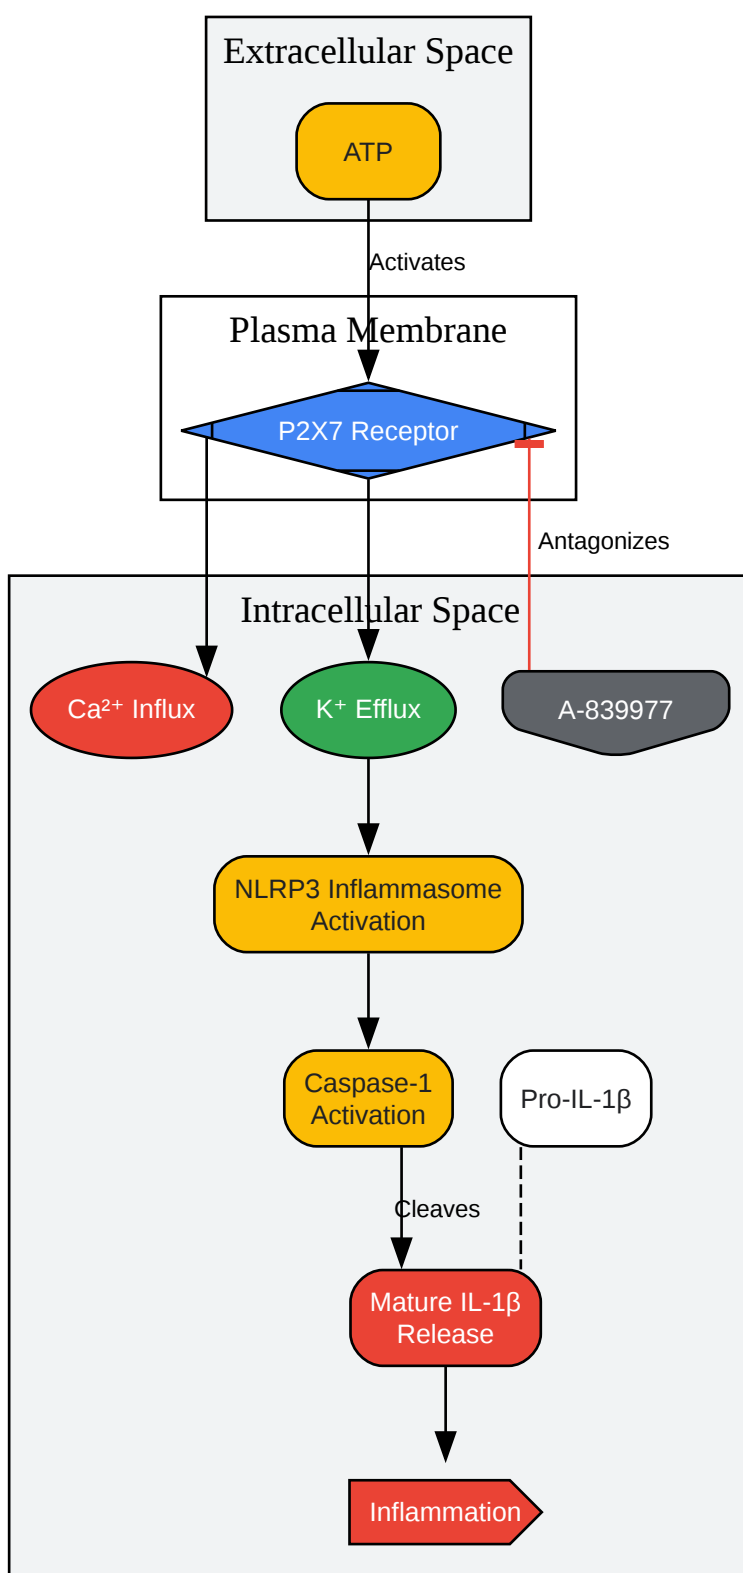 Extracellular Space
ATP
Activates
Plasma Membrane
P2X7 Receptor
Antagonizes
Intracellular Space
Ca²⁺ Influx
K⁺ Efflux
A-839977
NLRP3 Inflammasome
Activation
Caspase-1
Activation
Pro-IL-1β
Cleaves
Mature IL-1β
Release
Inflammation